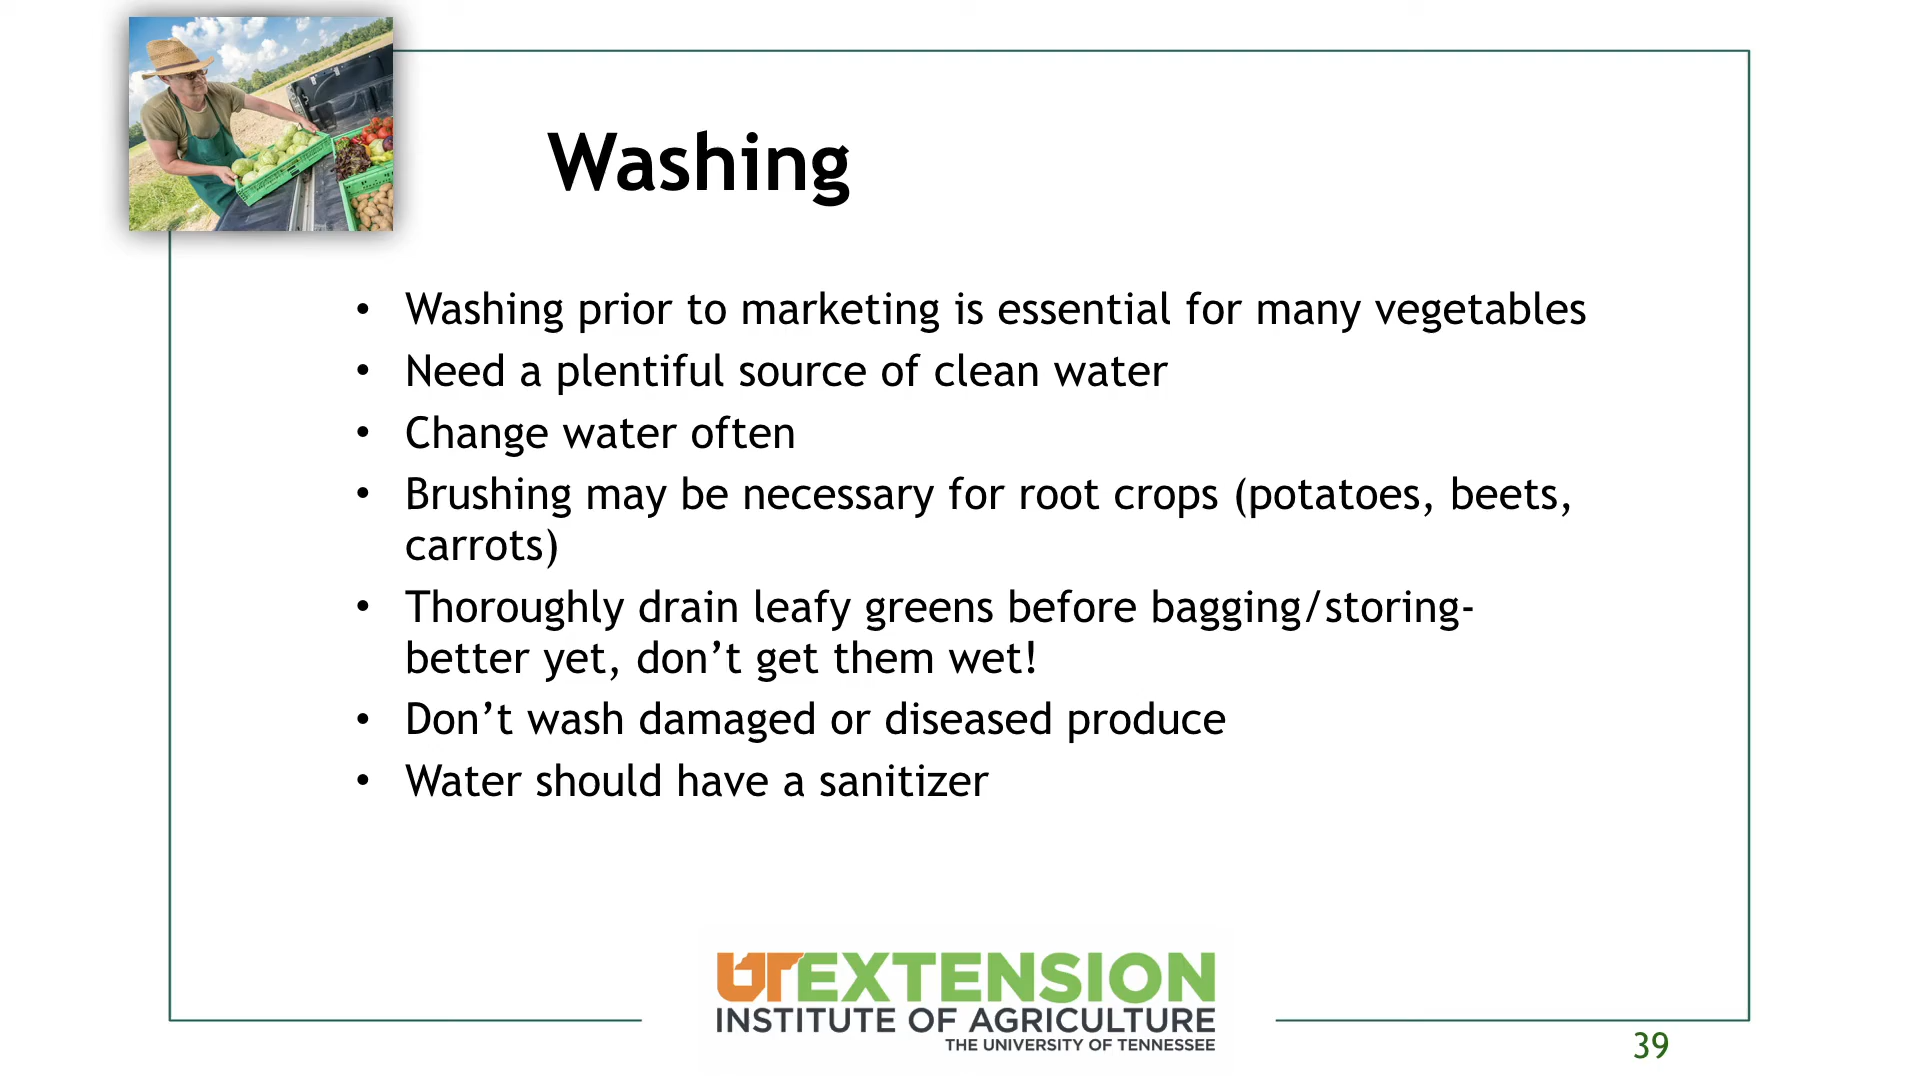 Washing
• Washing prior to marketing is essential for many vegetables
• Need a plentiful source of clean water
• Change water often
• Brushing may be necessary for root crops (potatoes, beets,
carrots)
• Thoroughly drain leafy greens before bagging/storing-
better yet, don’t get them wet!
• Don’t wash damaged or diseased produce
• Water should have a sanitizer
UTEXTENSION
INSTITUTE OF AGRICULTURE
THE UNIVERSITY OF TENNESSEE
39